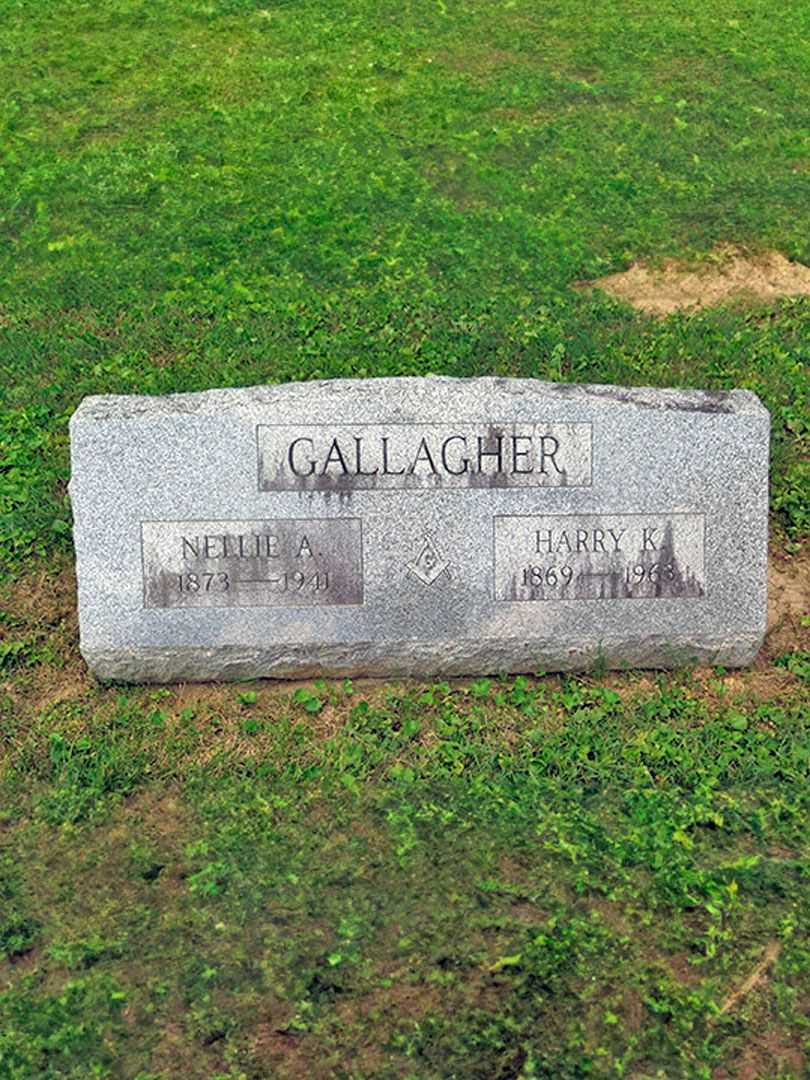 GALLAGHER
NELLIE A.
1873—1941
HARRY K.
1869—1963
G